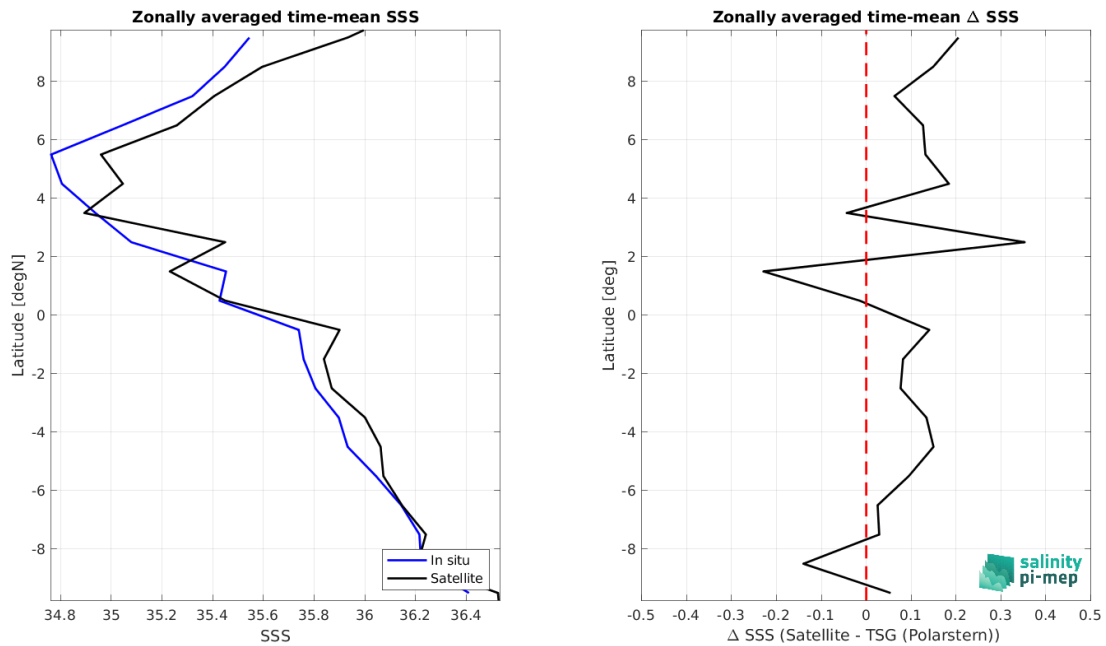 Zonally averaged time-mean SSS
Latitude [degN]
8
6
4
2
0
-2
-4
-6
-8
34.8 35 35.2 35.4 35.6 35.8 36 36.2 36.4
SSS
In situ
Satellite
Zonally averaged time-mean Δ SSS
Latitude [deg]
8
6
4
2
0
-2
-4
-6
-8
-0.5 -0.4 -0.3 -0.2 -0.1 0 0.1 0.2 0.3 0.4 0.5
Δ SSS (Satellite - TSG (Polarstern))
salinity
pi-mep